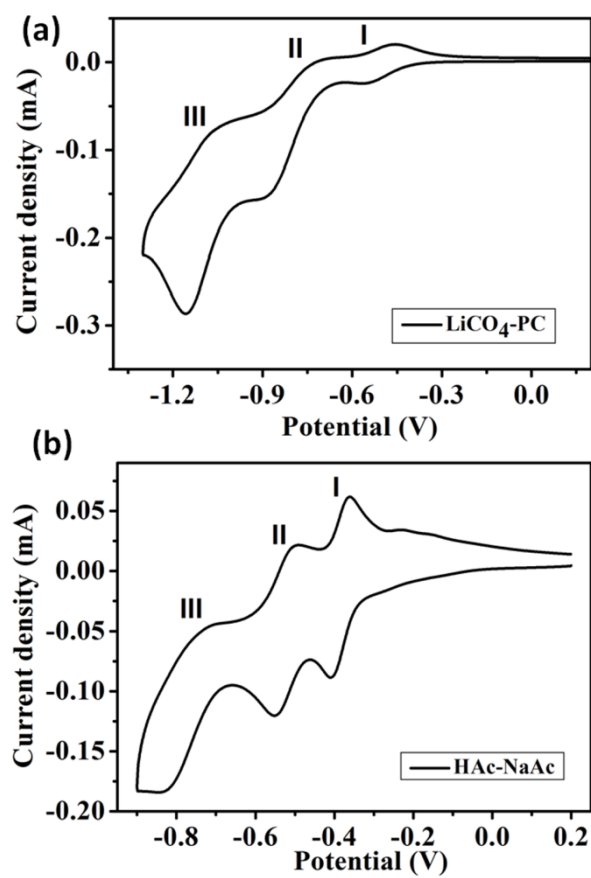 (a)
I
II
III
0.0
-0.1
-0.2
-0.3
Current density (mA)
LiCO4-PC
-1.2 -0.9 -0.6 -0.3 0.0
Potential (V)
(b)
I
II
III
0.05
0.00
-0.05
-0.10
-0.15
-0.20
Current density (mA)
HAc-NaAc
-0.8 -0.6 -0.4 -0.2 0.0 0.2
Potential (V)